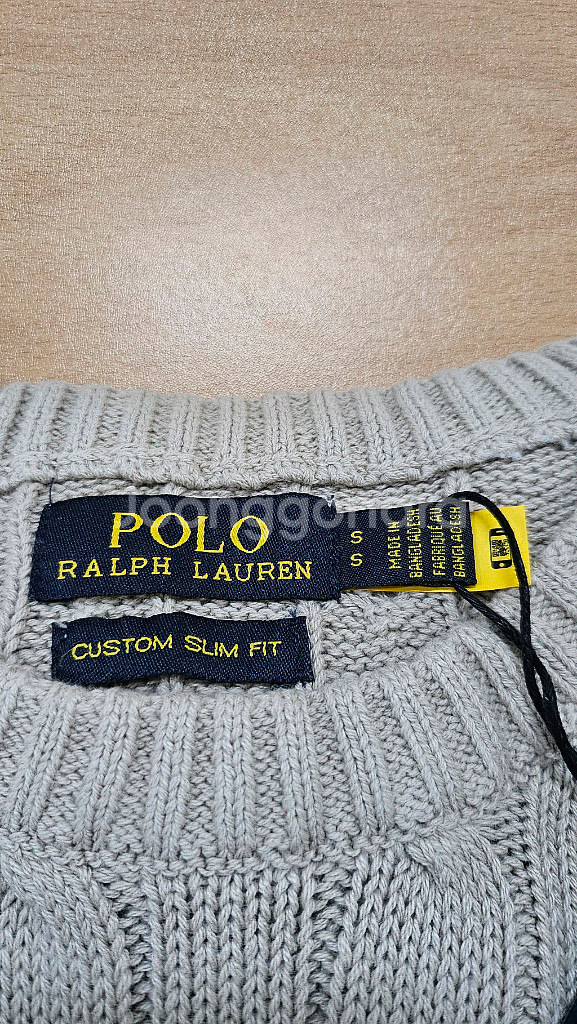 POLO
RALPH LAUREN
CUSTOM SLIM FIT
S
S
MADE IN
BANGLADESH
FABRIQUÉ AU
BANGLADESH